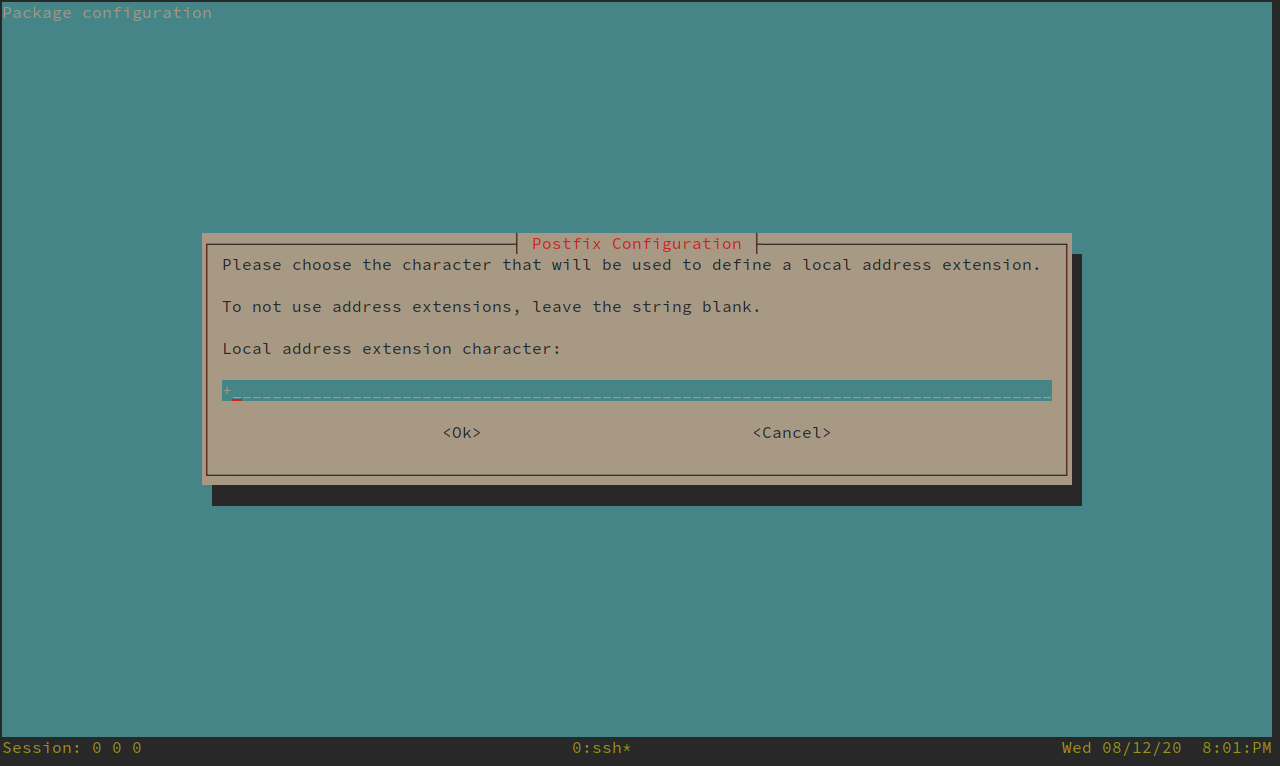 Package configuration
Postfix Configuration
Please choose the character that will be used to define a local address extension.
To not use address extensions, leave the string blank.
Local address extension character:
+_________________________________________________________________________________
<Ok> <Cancel>
Session: 0 0 0 0:ssh* Wed 08/12/20 8:01:PM